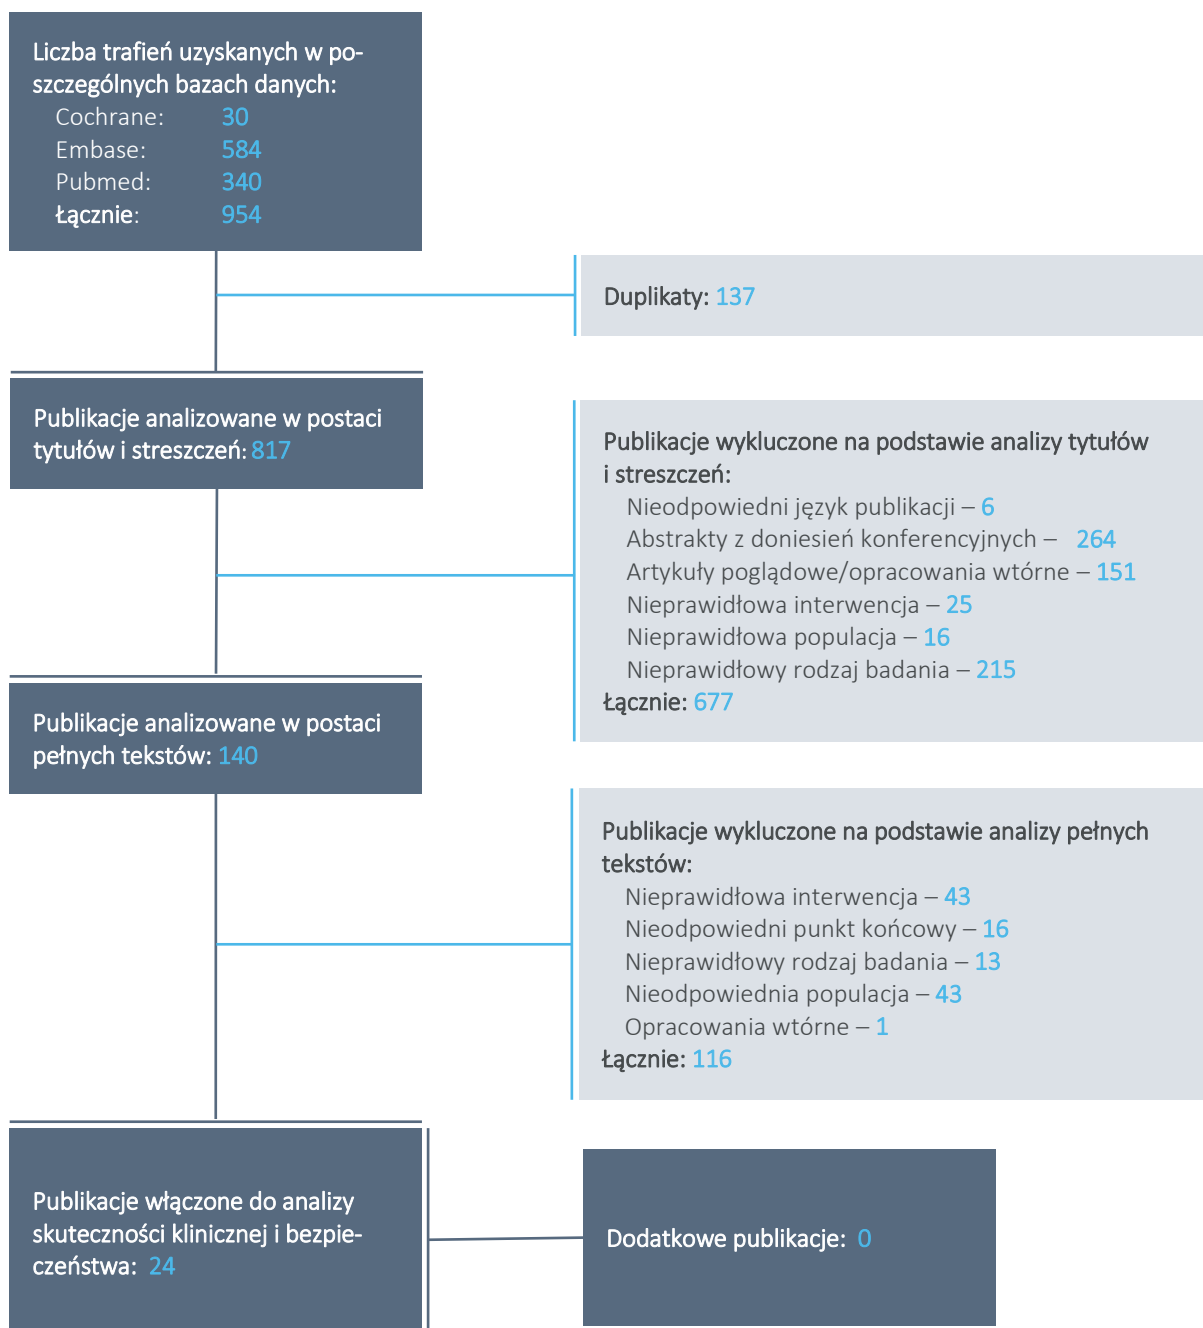 Liczba trafień uzyskanych w po-
szczególnych bazach danych:
Cochrane: 30
Embase: 584
Pubmed: 340
Łącznie: 954
Duplikaty: 137
Publikacje analizowane w postaci
tytułów i streszczeń: 817
Publikacje wykluczone na podstawie analizy tytułów
i streszczeń:
Nieodpowiedni język publikacji – 6
Abstrakty z doniesień konferencyjnych – 264
Artykuły poglądowe/opracowania wtórne – 151
Nieprawidłowa interwencja – 25
Nieprawidłowa populacja – 16
Nieprawidłowy rodzaj badania – 215
Łącznie: 677
Publikacje analizowane w postaci
pełnych tekstów: 140
Publikacje wykluczone na podstawie analizy pełnych
tekstów:
Nieprawidłowa interwencja – 43
Nieodpowiedni punkt końcowy – 16
Nieprawidłowy rodzaj badania – 13
Nieodpowiednia populacja – 43
Opracowania wtórne – 1
Łącznie: 116
Publikacje włączone do analizy
skuteczności klinicznej i bezpie-
czeństwa: 24
Dodatkowe publikacje: 0